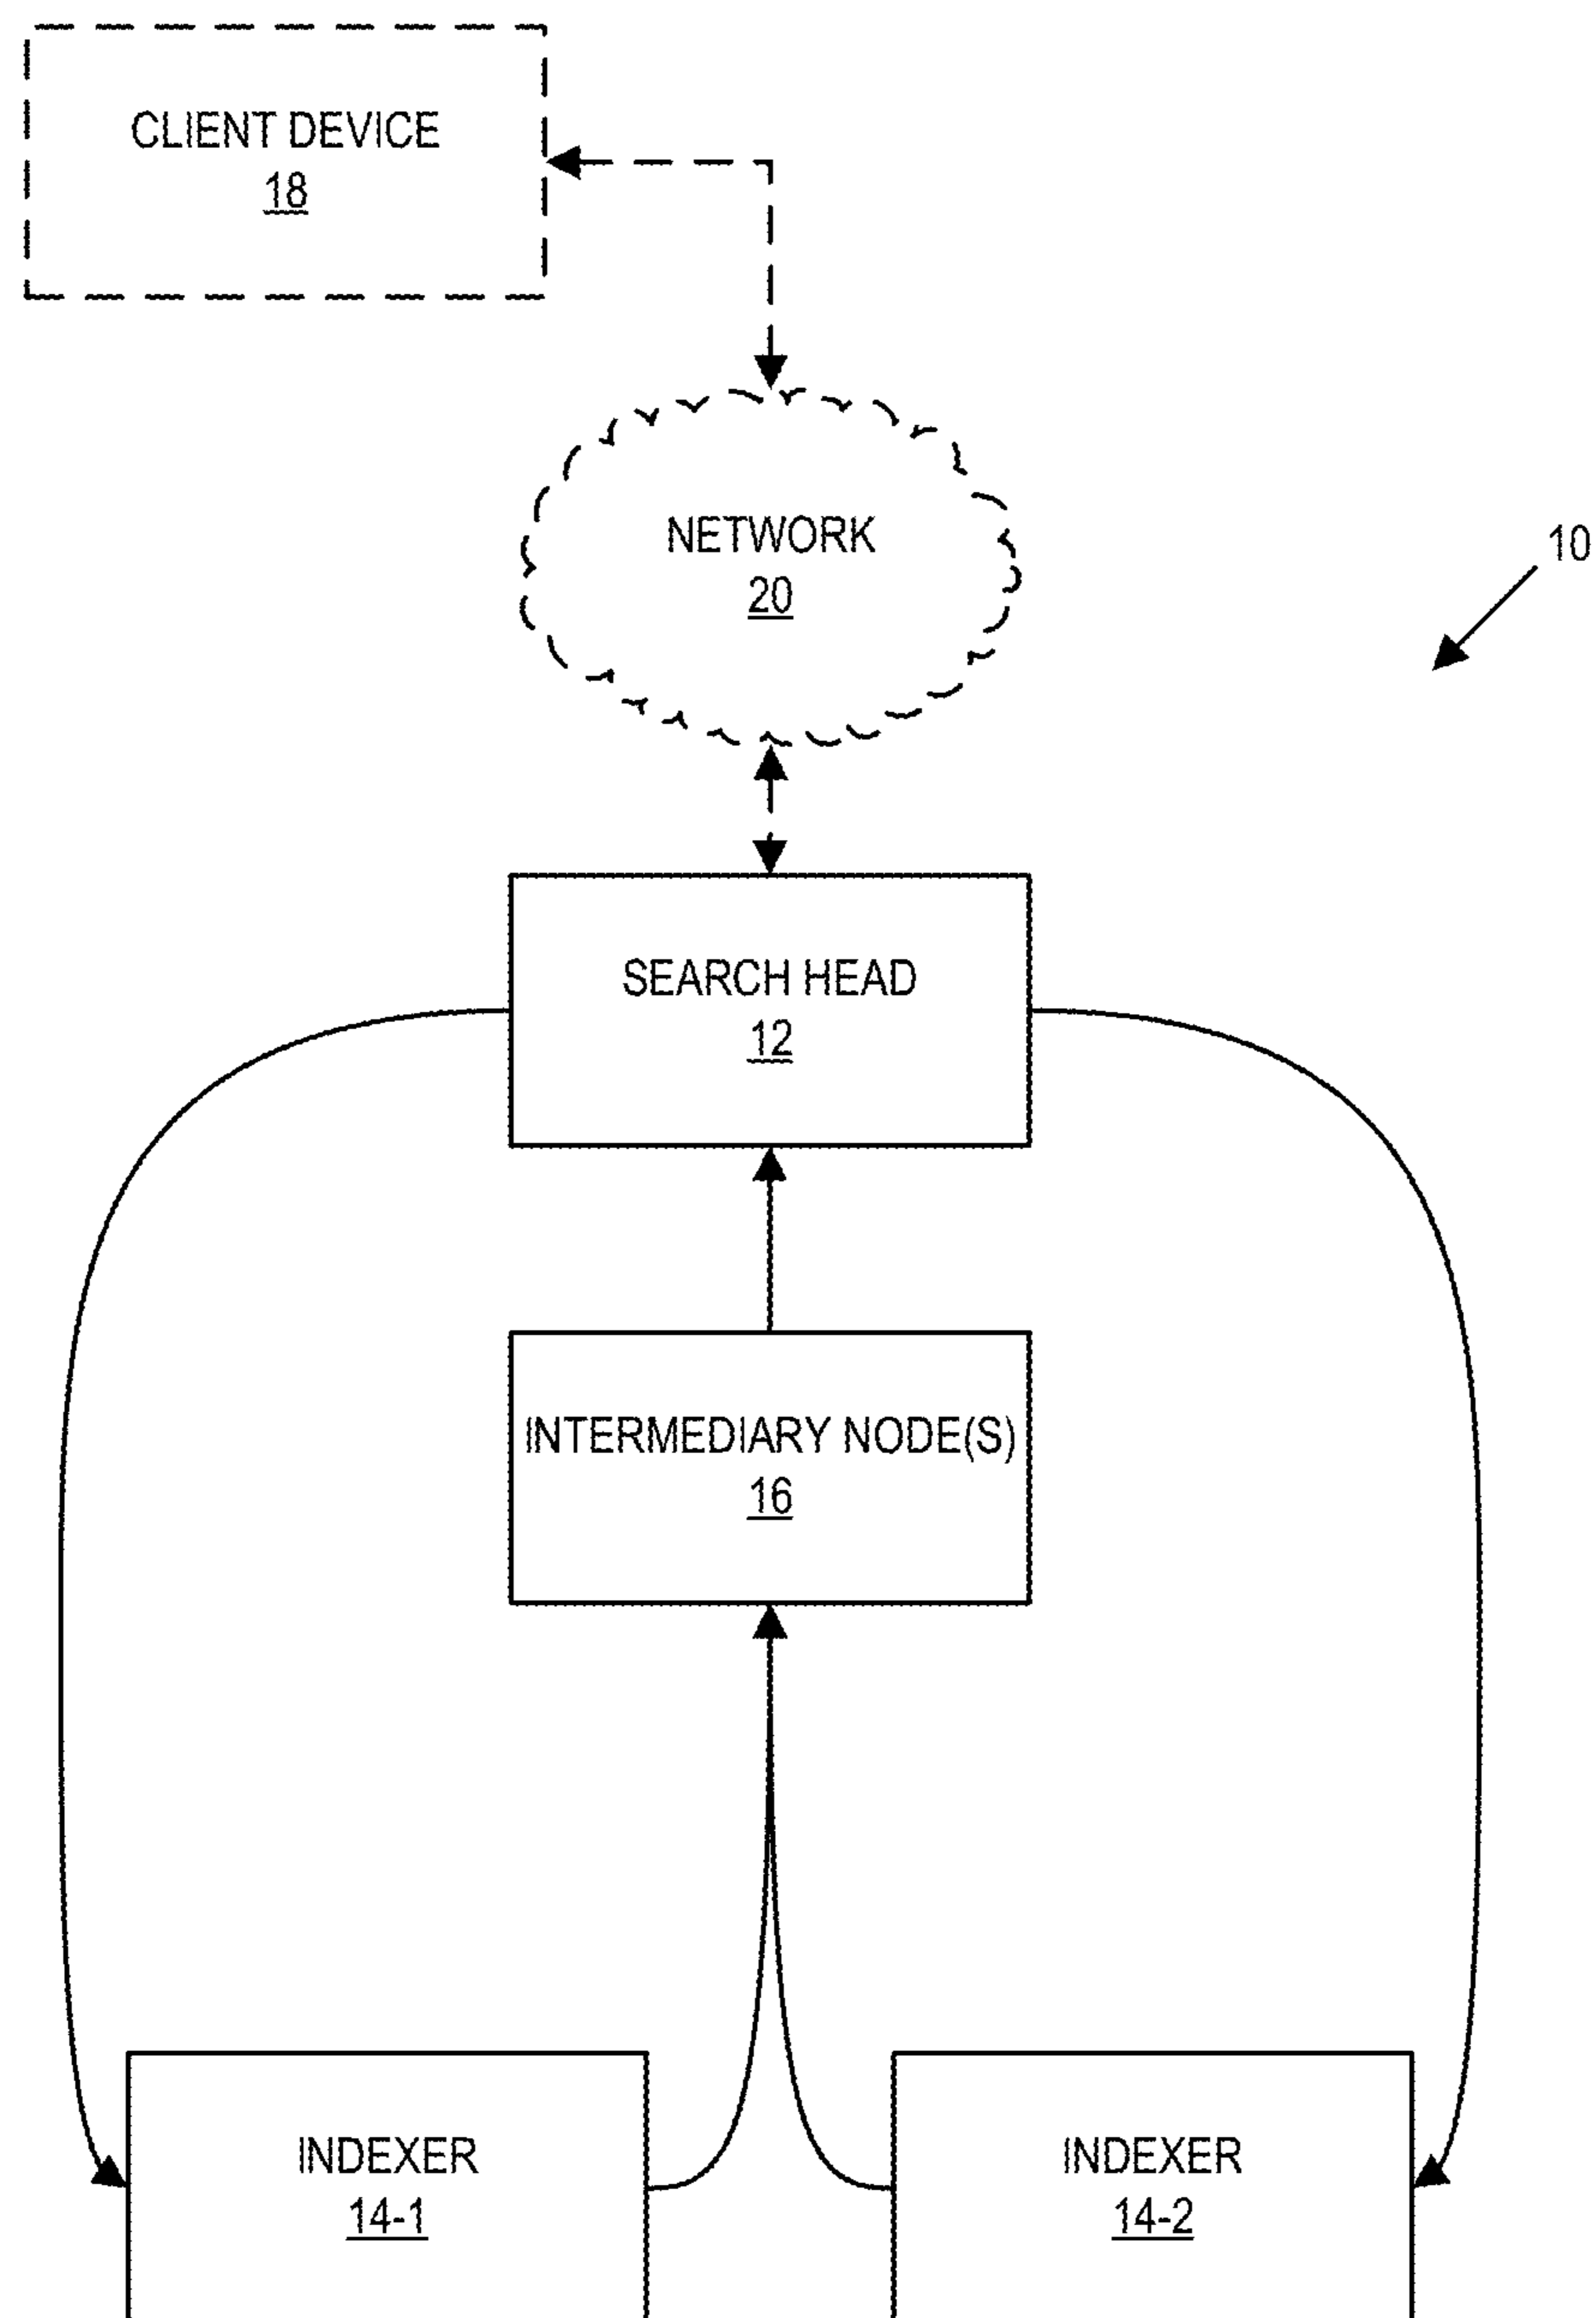 CLIENT DEVICE
18
NETWORK
20
10
SEARCH HEAD
12
INTERMEDIARY NODE(S)
16
INDEXER
14-1
INDEXER
14-2